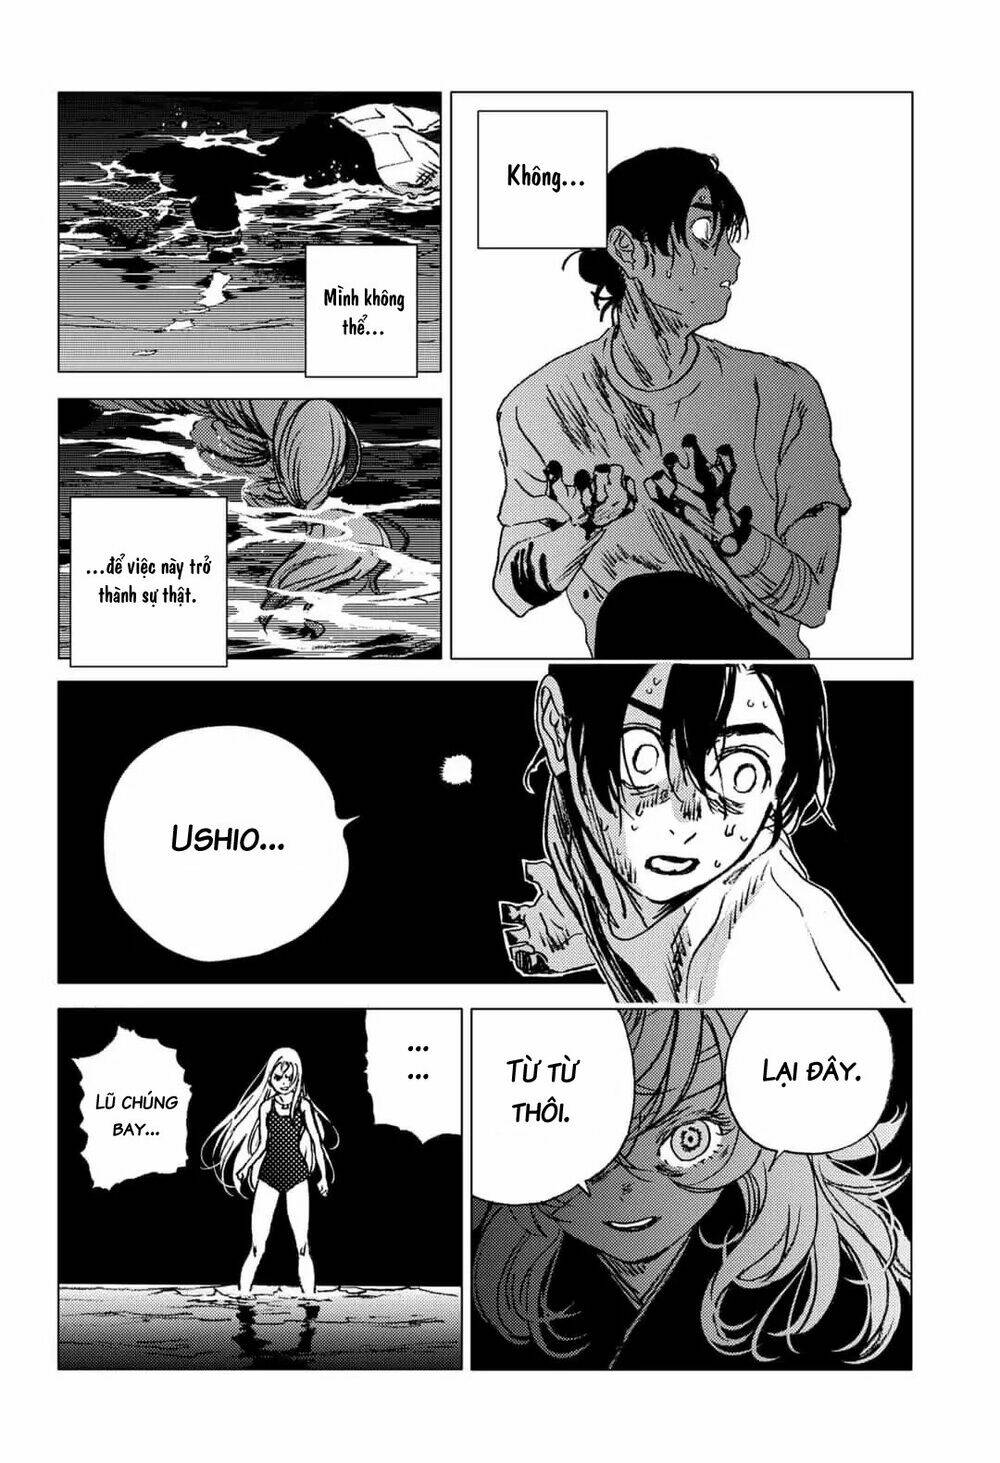 Không...
Mình không
thể...
...để việc này trở
thành sự thật.
USHIO...
LẠI ĐÂY.
TỪ TỪ
THÔI.
...
...
LŨ CHÚNG
BAY...